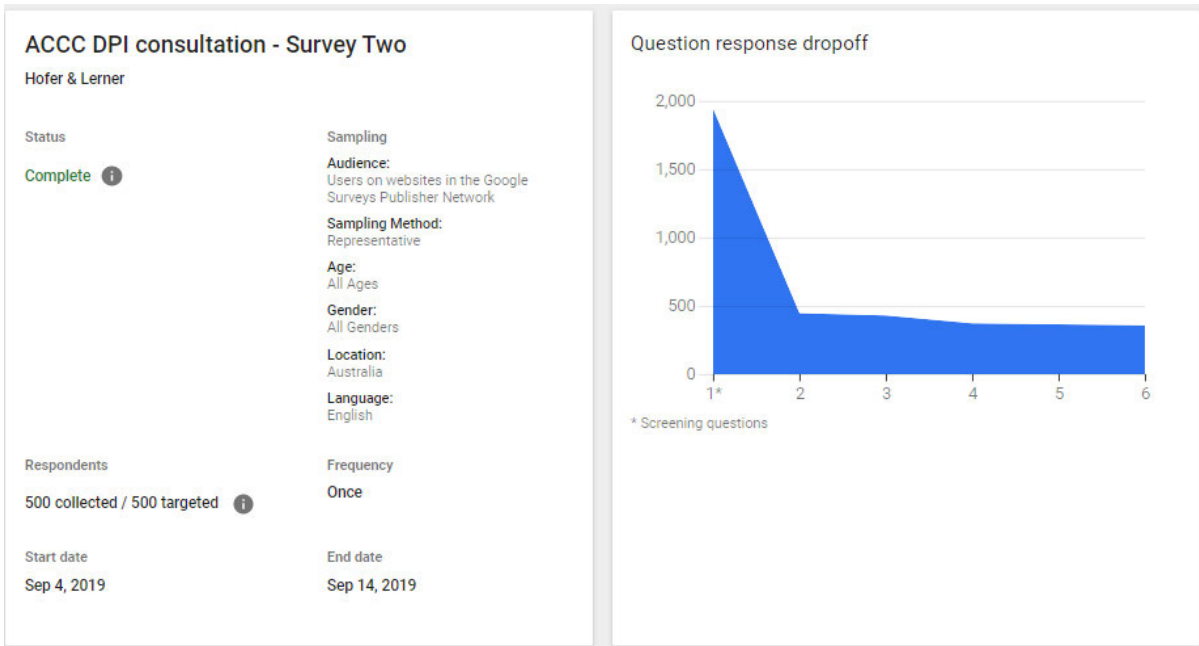 ACCC DPI consultation - Survey Two
Hofer & Lerner
Status
Complete
Sampling
Audience:
Users on websites in the Google
Surveys Publisher Network
Sampling Method:
Representative
Age:
All Ages
Gender:
All Genders
Location:
Australia
Language:
English
Respondents
500 collected / 500 targeted
Frequency
Once
Start date
Sep 4, 2019
End date
Sep 14, 2019
Question response dropoff
2,000
1,500
1,000
500
0
1* 2 3 4 5 6
* Screening questions